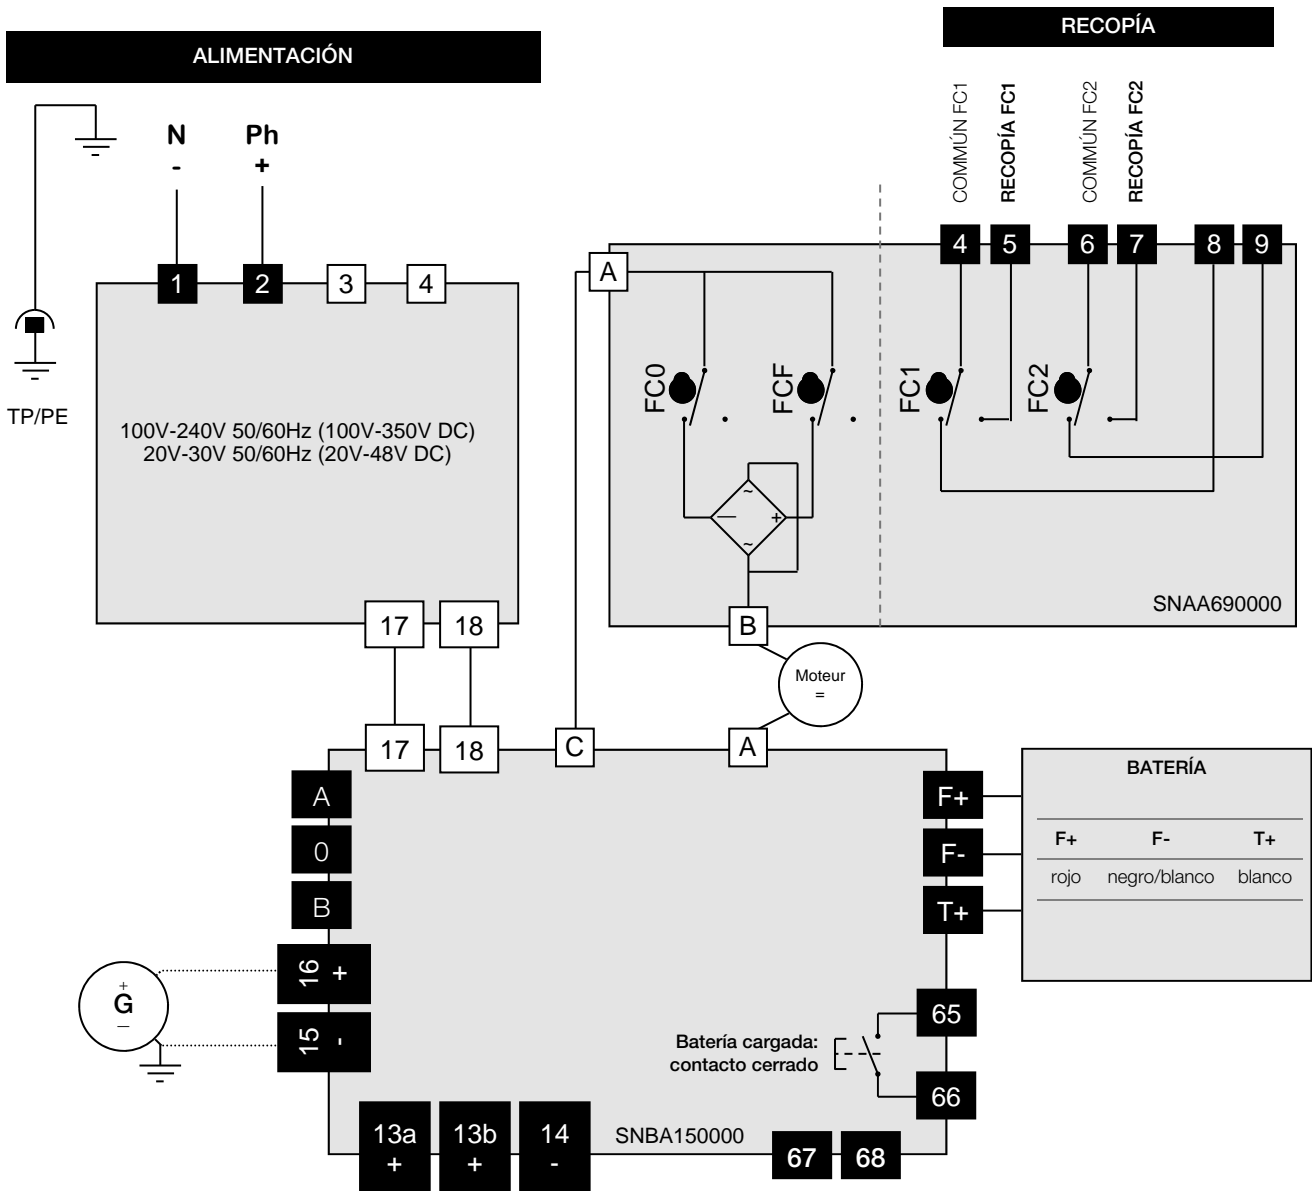 RECOPÍA
ALIMENTACIÓN
COMMÚN FC1
RECOPÍA FC1
COMMÚN FC2
RECOPÍA FC2
N
-
Ph
+
1
2
3
4
4
5
6
7
8
9
A
TP/PE
100V-240V 50/60Hz (100V-350V DC)
20V-30V 50/60Hz (20V-48V DC)
FC0
FCF
FC1
FC2
~
—
+
~
SNAA690000
17
18
B
Moteur
=
17
18
C
A
A
0
B
16 +
15 -
+
G
—
F+
F-
T+
BATERÍA
F+ F- T+
rojo negro/blanco blanco
65
66
Batería cargada:
contacto cerrado
13a
+
13b
+
14
-
SNBA150000
67
68